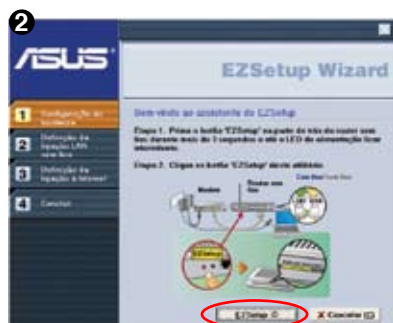 2
ASUS
EZSetup Wizard
1 Configuração do hardware
2 Definição da ligação LAN sem fios
3 Definição da ligação à Internet
4 Concluir
Bem-vindo ao assistente do EZSetup
Etapa 1. Prima o botão "EZSetup" na parte de trás do router sem
fios durante mais de 3 segundos e até o LED de alimentação ficar
intermitente.
Etapa 2. Clique no botão "EZSetup" deste utilitário.
Modem
Router sem fios
EZSetup
EZSetup
Cancelar